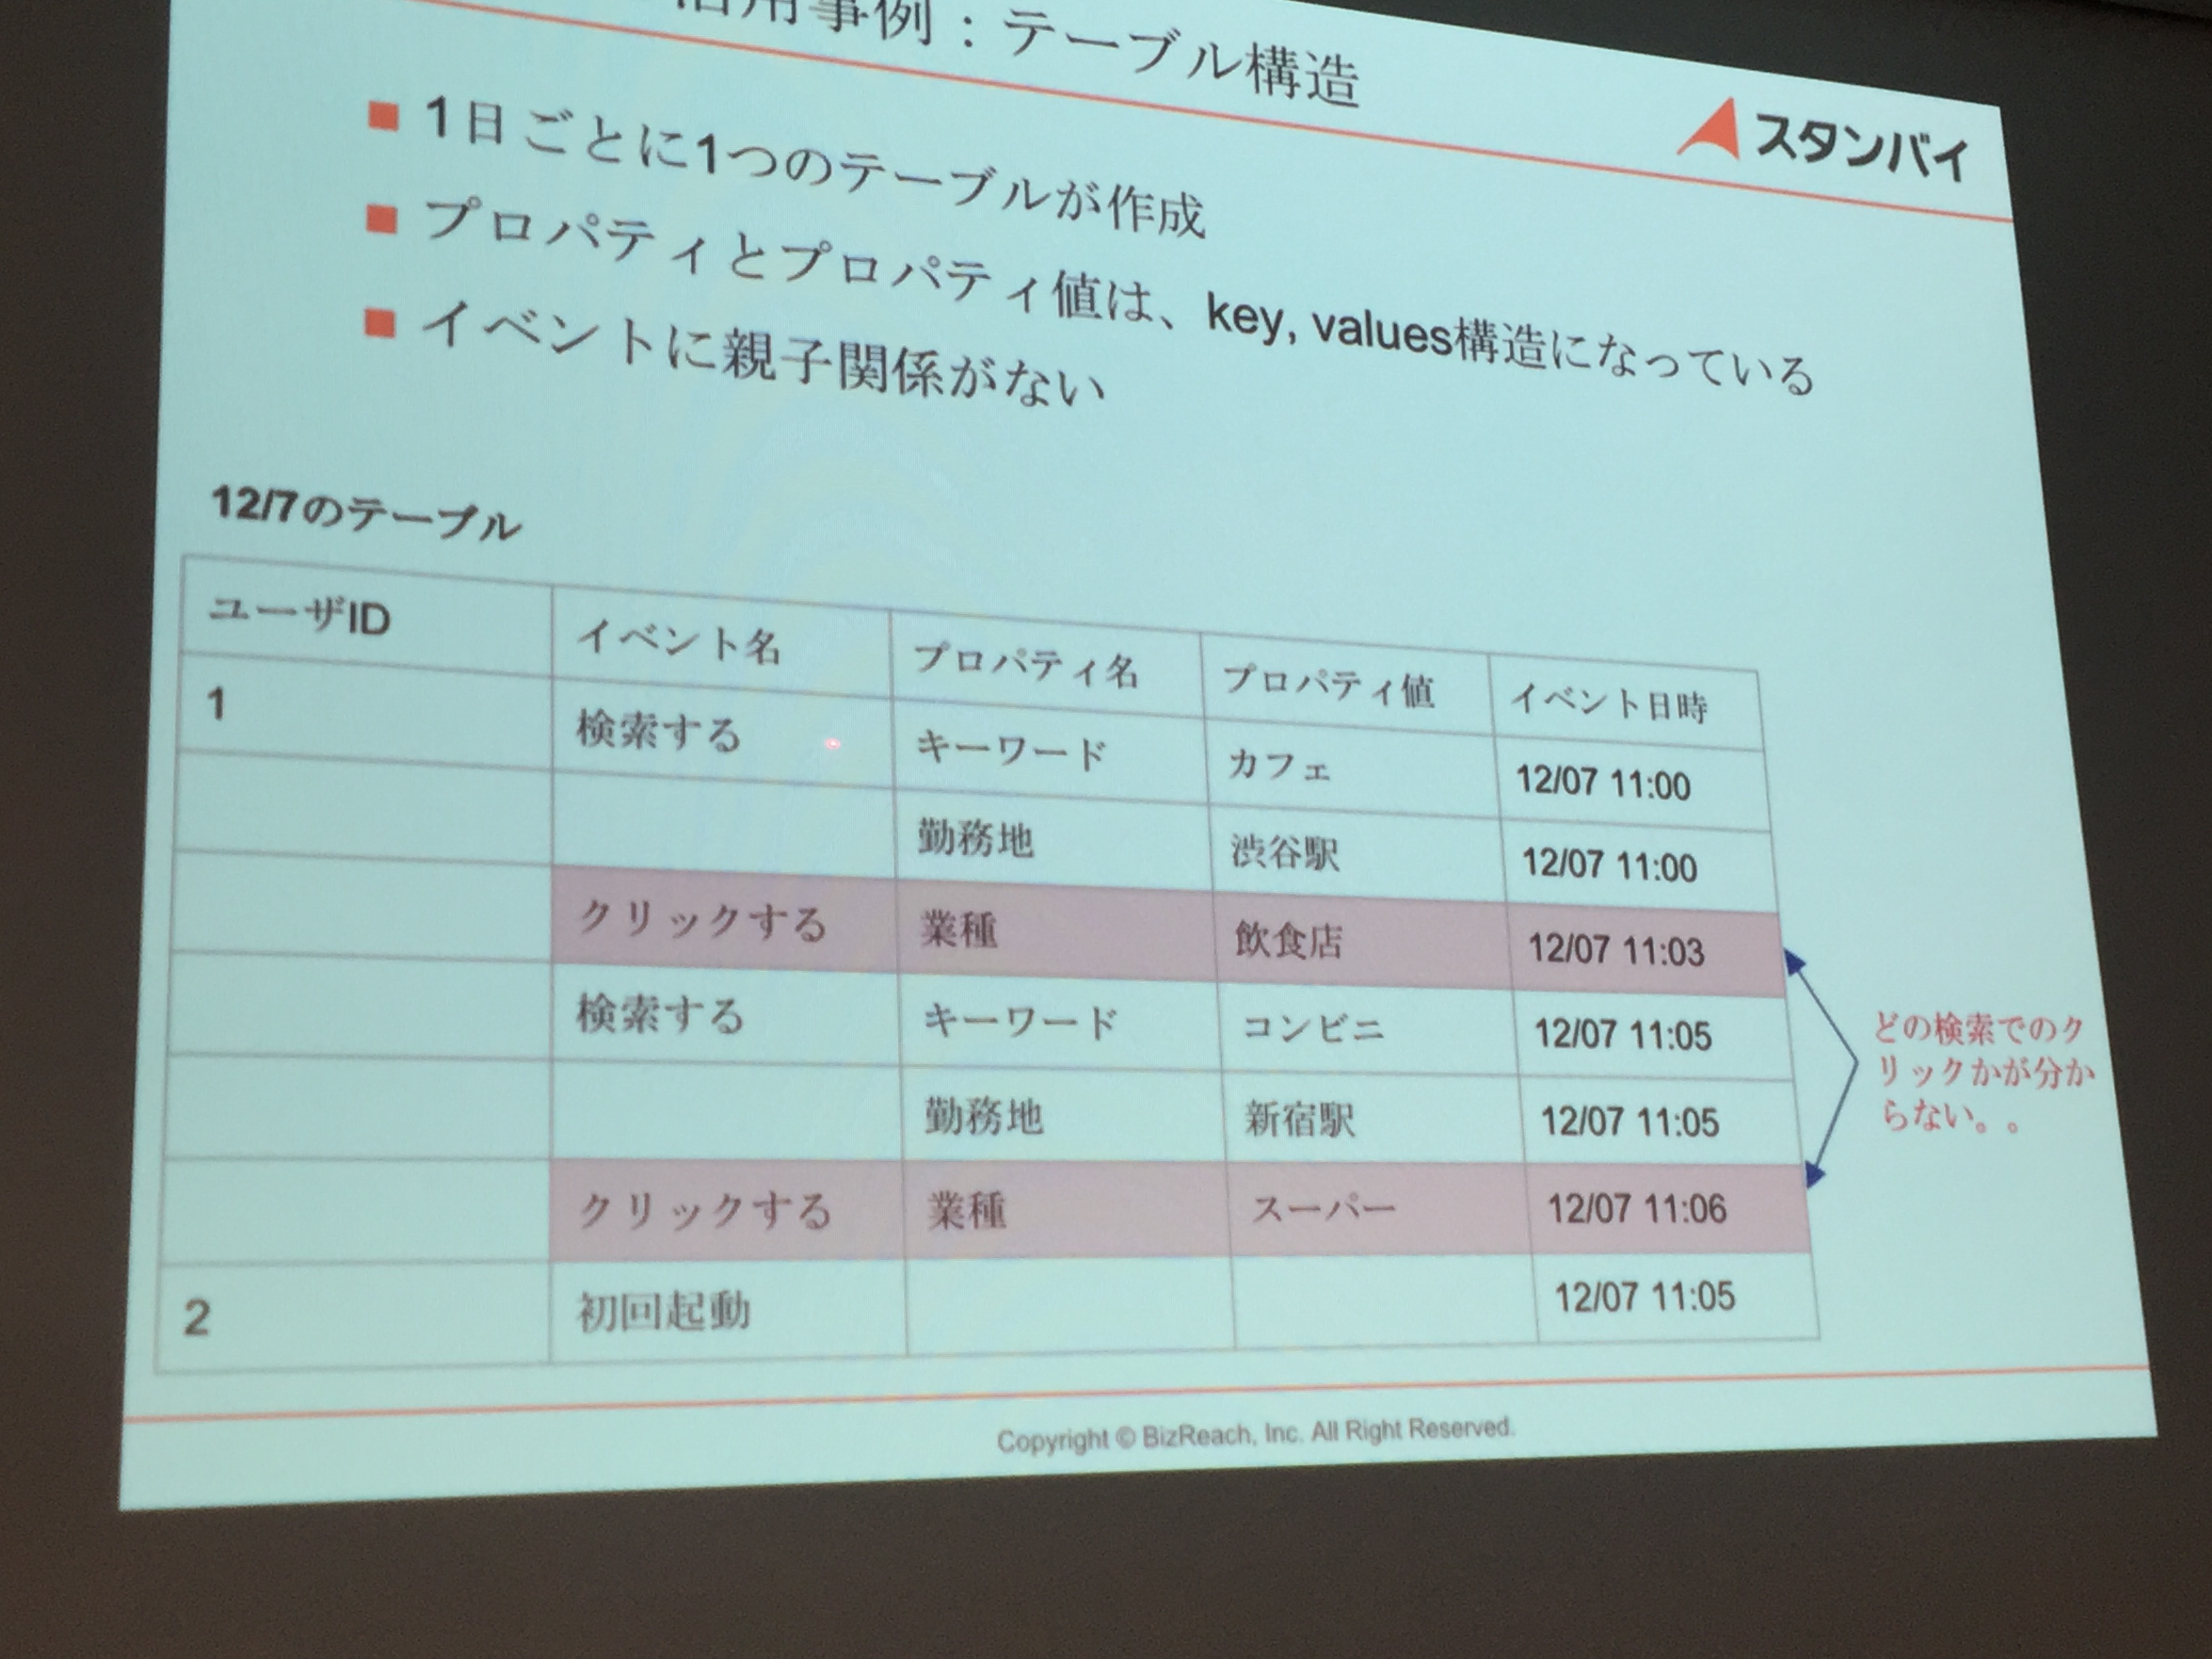 活用事例：テーブル構造
スタンバイ
1日ごとに1つのテーブルが作成
プロパティとプロパティ値は、key, values構造になっている
イベントに親子関係がない
12/7のテーブル
ユーザID イベント名 プロパティ名 プロパティ値 イベント日時
1 検索する キーワード カフェ 12/07 11:00
勤務地 渋谷駅 12/07 11:00
クリックする 業種 飲食店 12/07 11:03
検索する キーワード コンビニ 12/07 11:05
勤務地 新宿駅 12/07 11:05
クリックする 業種 スーパー 12/07 11:06
2 初回起動 12/07 11:05
どの検索でのク
リックかが分か
らない。。
Copyright © BizReach, Inc. All Right Reserved.